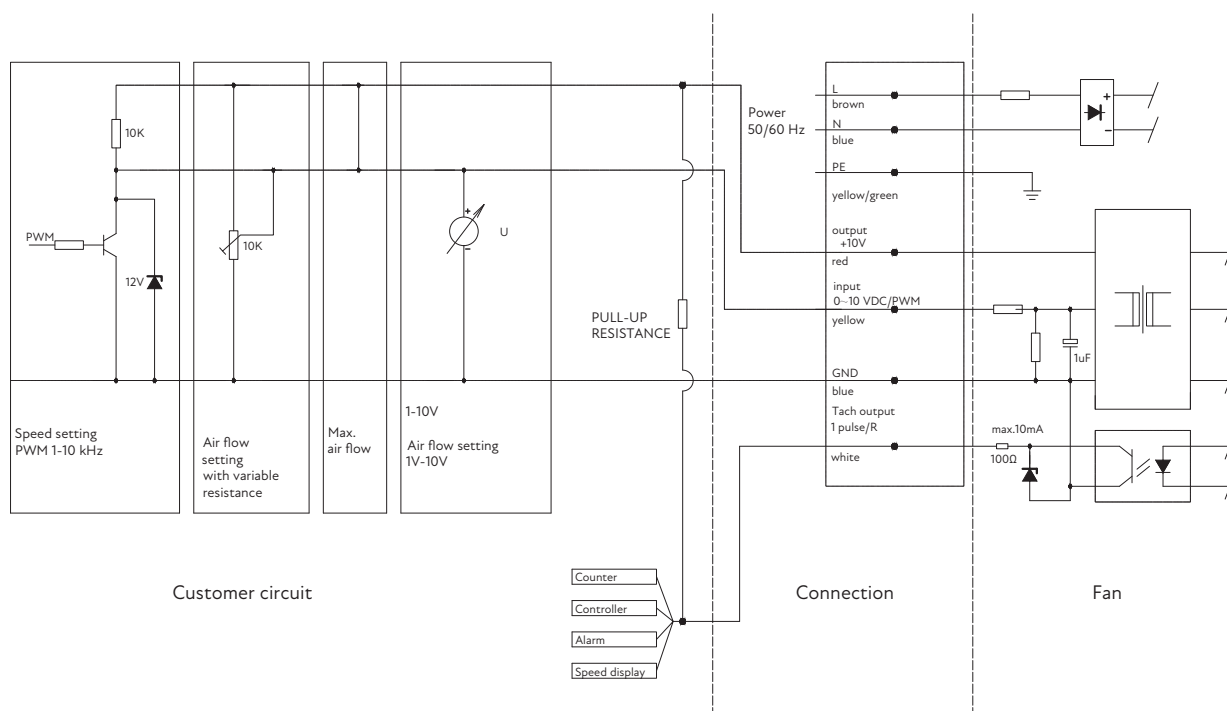 10K
PWM
12V
Speed setting
PWM 1-10 kHz
10K
Air flow
setting
with variable
resistance
Max.
air flow
+
–
U
1-10V
Air flow setting
1V-10V
PULL-UP
RESISTANCE
Power
50/60 Hz
L
brown
N
blue
PE
yellow/green
output
+10V
red
input
0~10 VDC/PWM
yellow
GND
blue
Tach output
1 pulse/R
white
+
–
1uF
max.10mA
100Ω
Counter
Controller
Alarm
Speed display
Customer circuit
Connection
Fan